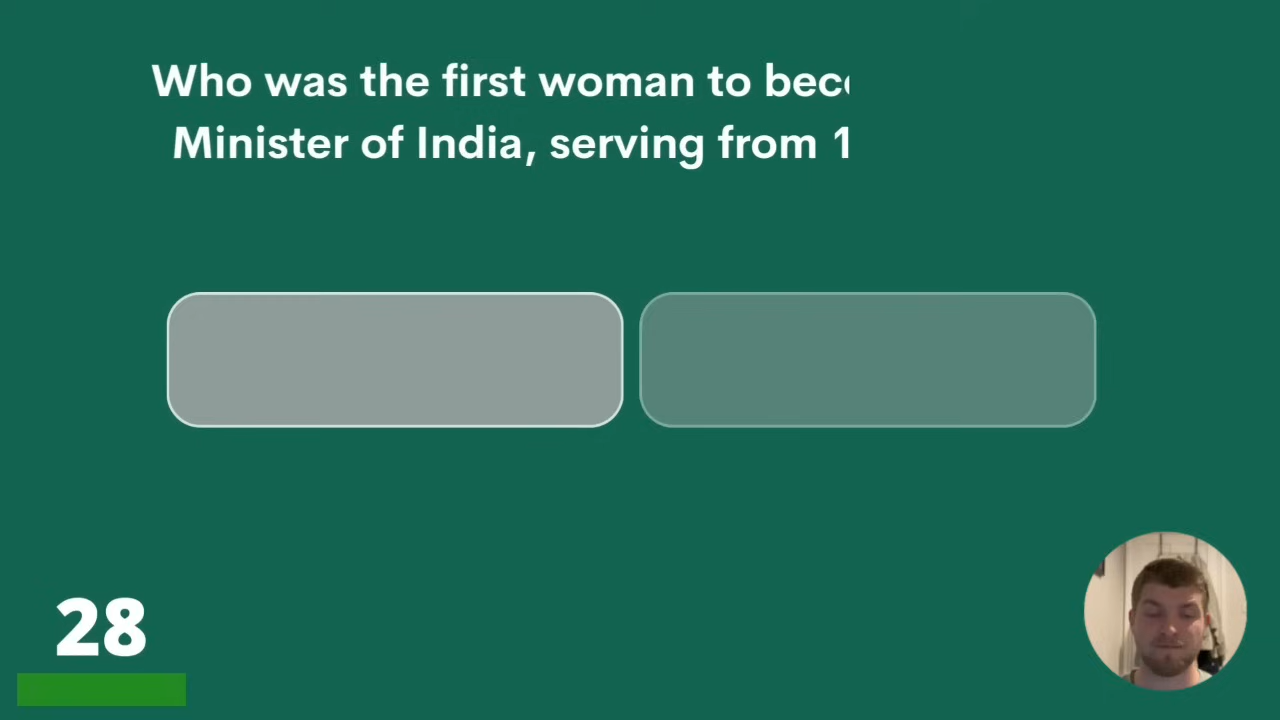 Who was the first woman to bec
Minister of India, serving from 1
28